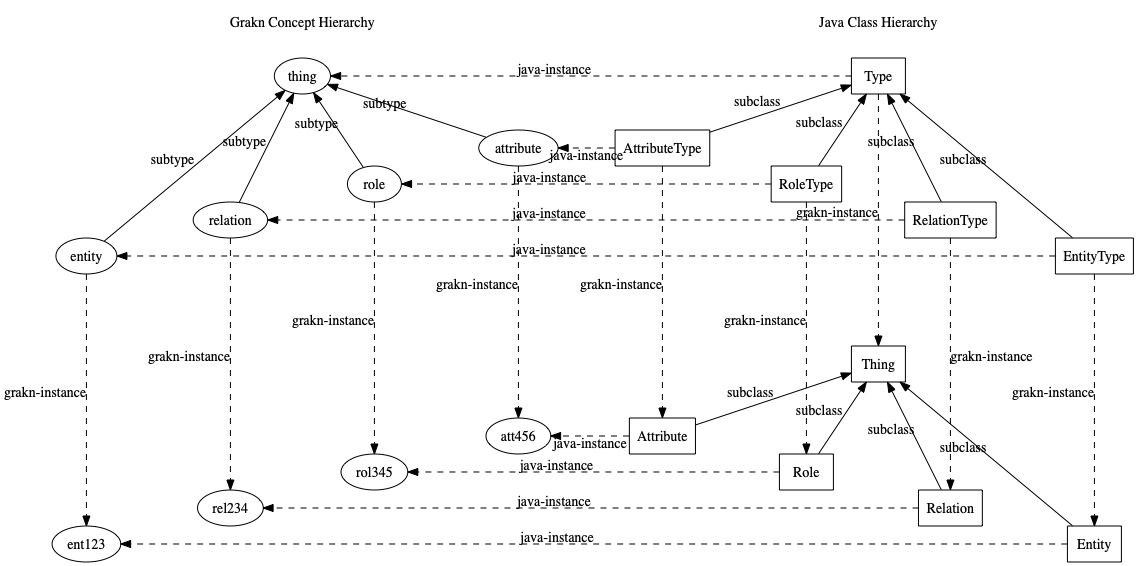 Grakn Concept Hierarchy
Java Class Hierarchy
thing
java-instance
Type
subtype
subclass
subtype
subtype
subclass
subclass
attribute
java-instance
AttributeType
subtype
subclass
role
java-instance
RoleType
relation
java-instance
grakn-instance
RelationType
entity
java-instance
EntityType
grakn-instance
grakn-instance
grakn-instance
grakn-instance
grakn-instance
grakn-instance
Thing
grakn-instance
grakn-instance
subclass
subclass
subclass
att456
java-instance
Attribute
subclass
rol345
java-instance
Role
rel234
java-instance
Relation
ent123
java-instance
Entity